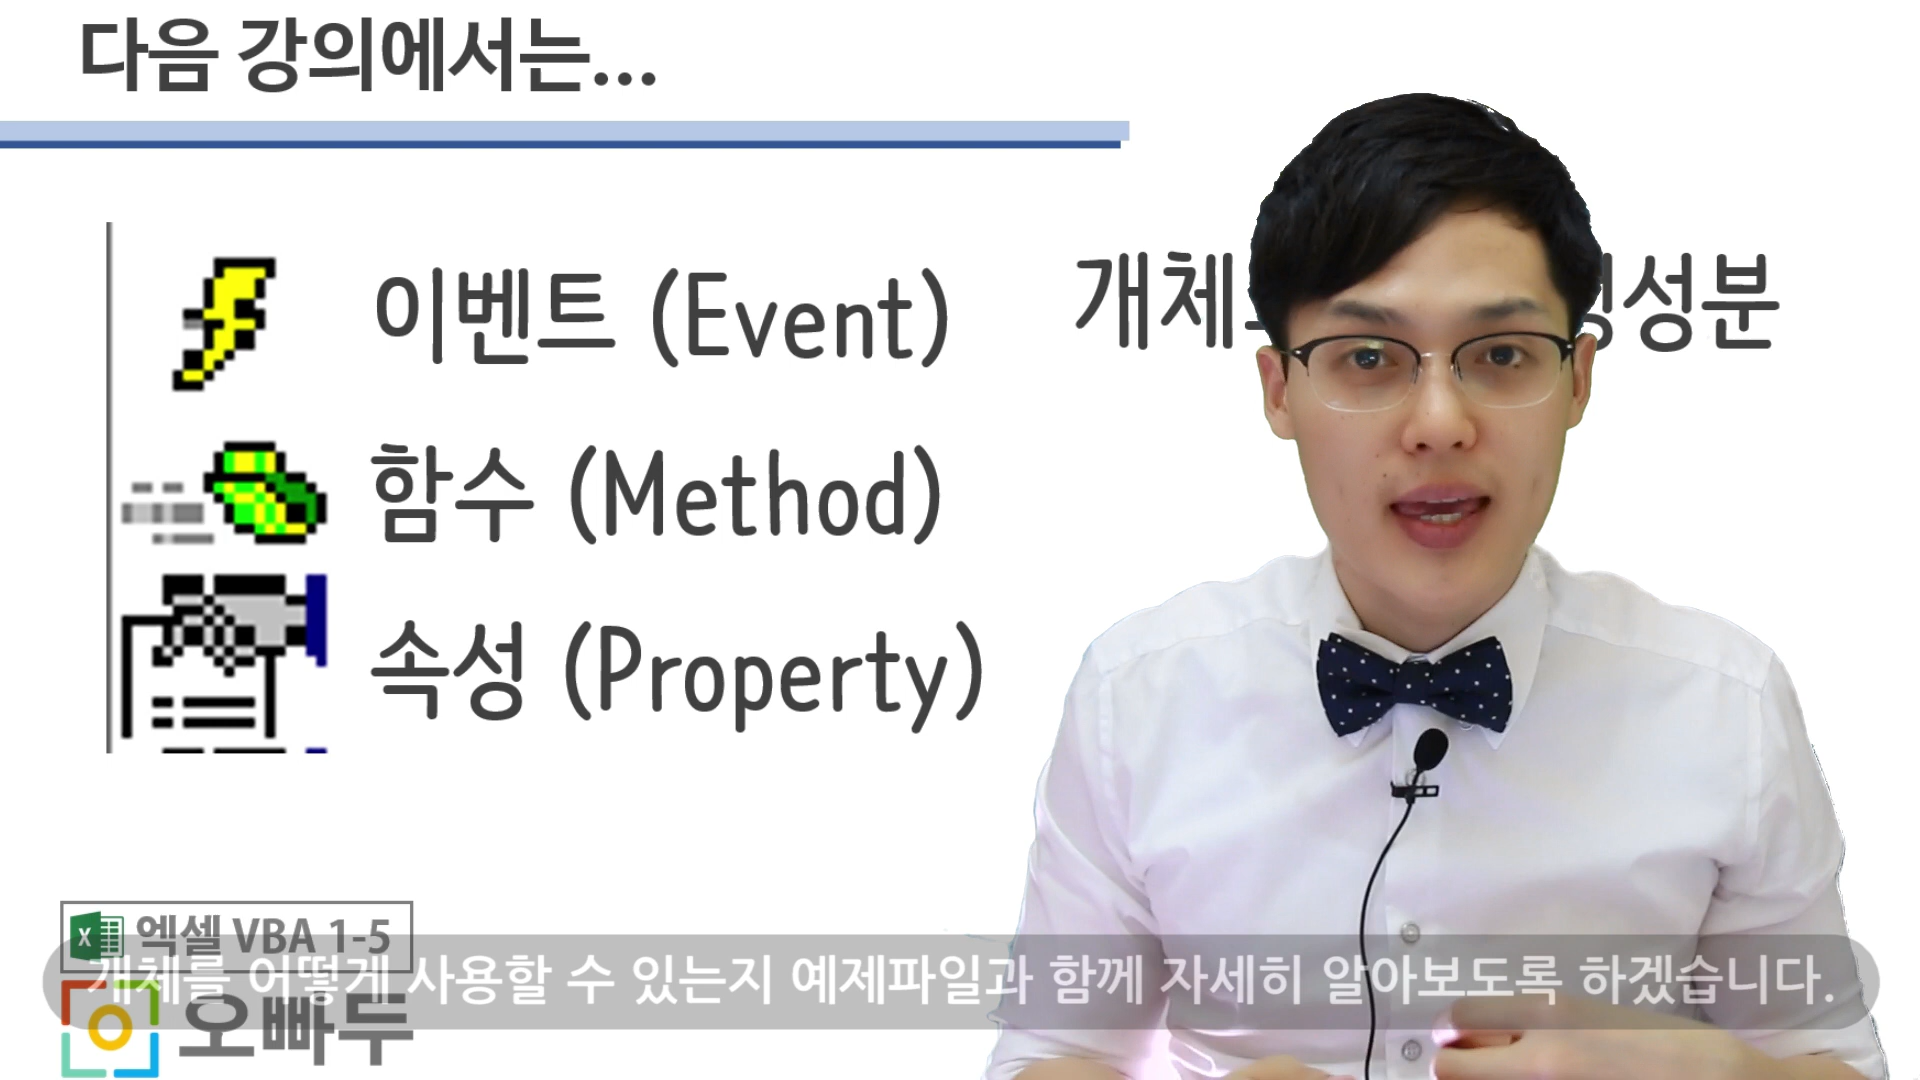 다음 강의에서는...
이벤트 (Event)
개체 성분
함수 (Method)
속성 (Property)
엑셀 VBA 1-5
개체를 어떻게 사용할 수 있는지 예제파일과 함께 자세히 알아보도록 하겠습니다.
오빠두